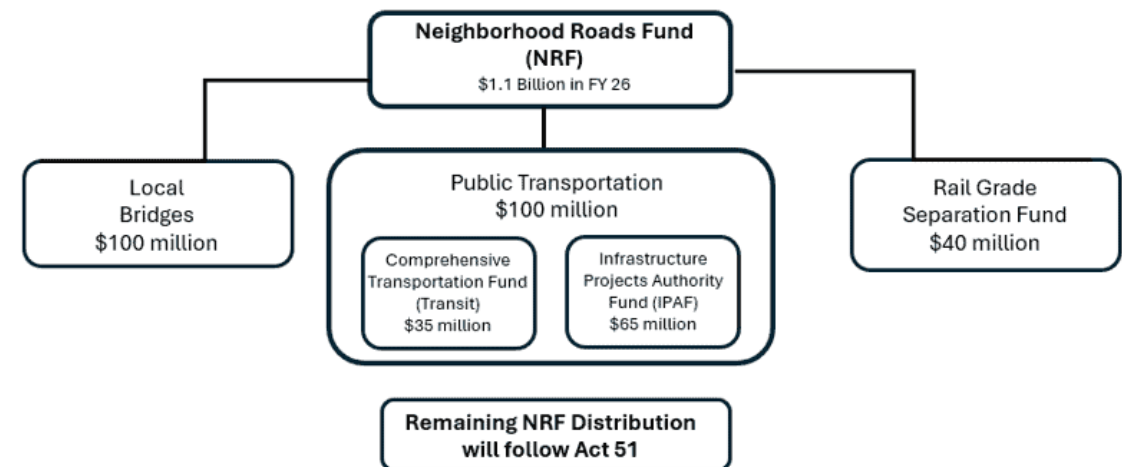 Neighborhood Roads Fund
(NRF)
$1.1 Billion in FY 26
Local
Bridges
$100 million
Public Transportation
$100 million
Comprehensive
Transportation Fund
(Transit)
$35 million
Infrastructure
Projects Authority
Fund (IPAF)
$65 million
Rail Grade
Separation Fund
$40 million
Remaining NRF Distribution
will follow Act 51